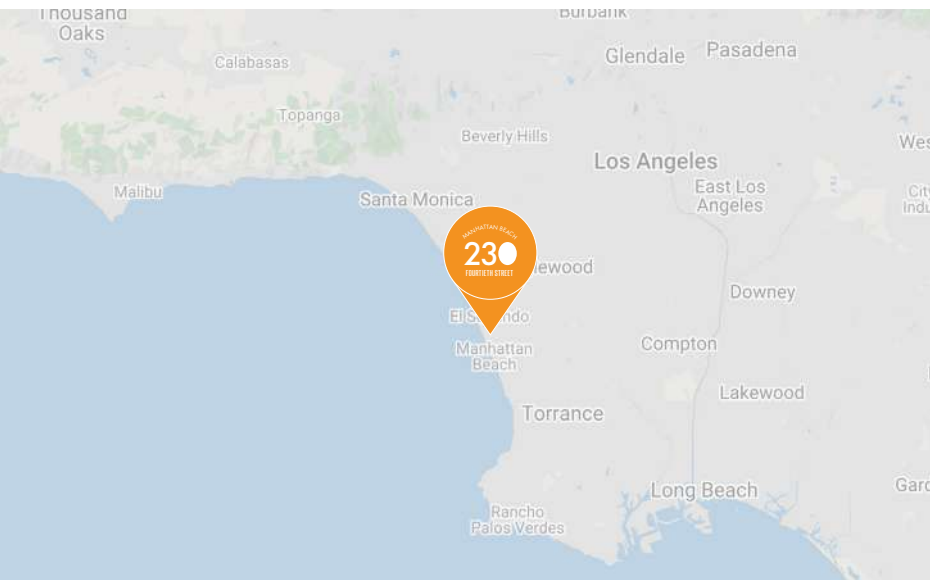 Thousand
Oaks
Burbank
Glendale
Pasadena
Calabasas
Topanga
Beverly Hills
Los Angeles
Wes
Malibu
Santa Monica
East Los
Angeles
City
Indu
MANHATTAN BEACH
230
FOURTIETH STREET
lewood
Downey
El S ndo
Manhattan
Beach
Compton
Lakewood
Torrance
Long Beach
Gard
Rancho
Palos Verdes